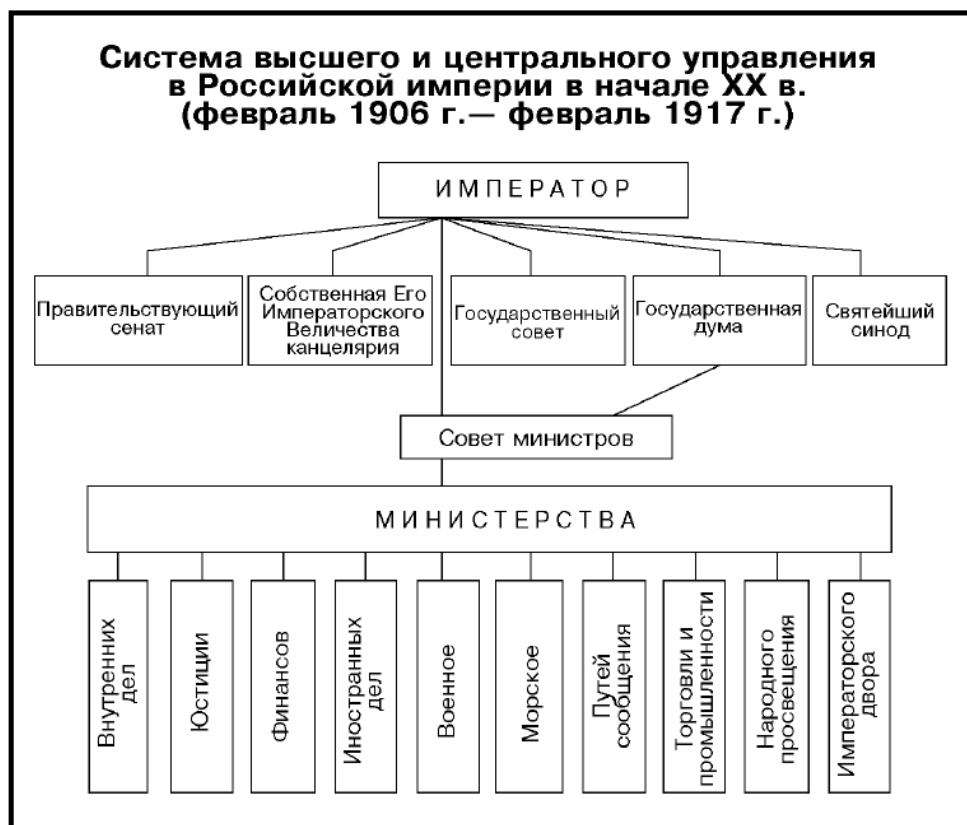 Система высшего и центрального управления
в Российской империи в начале XX в.
(февраль 1906 г.— февраль 1917 г.)
ИМПЕРАТОР
Правительствующий
сенат
Собственная Его
Императорского
Величества
канцелярия
Государственный
совет
Государственная
дума
Святейший
синод
Совет министров
МИНИСТЕРСТВА
Внутренних
дел
Юстиции
Финансов
Иностранных
дел
Военное
Морское
Путей
сообщения
Торговли и
промышленности
Народного
просвещения
Императорского
двора